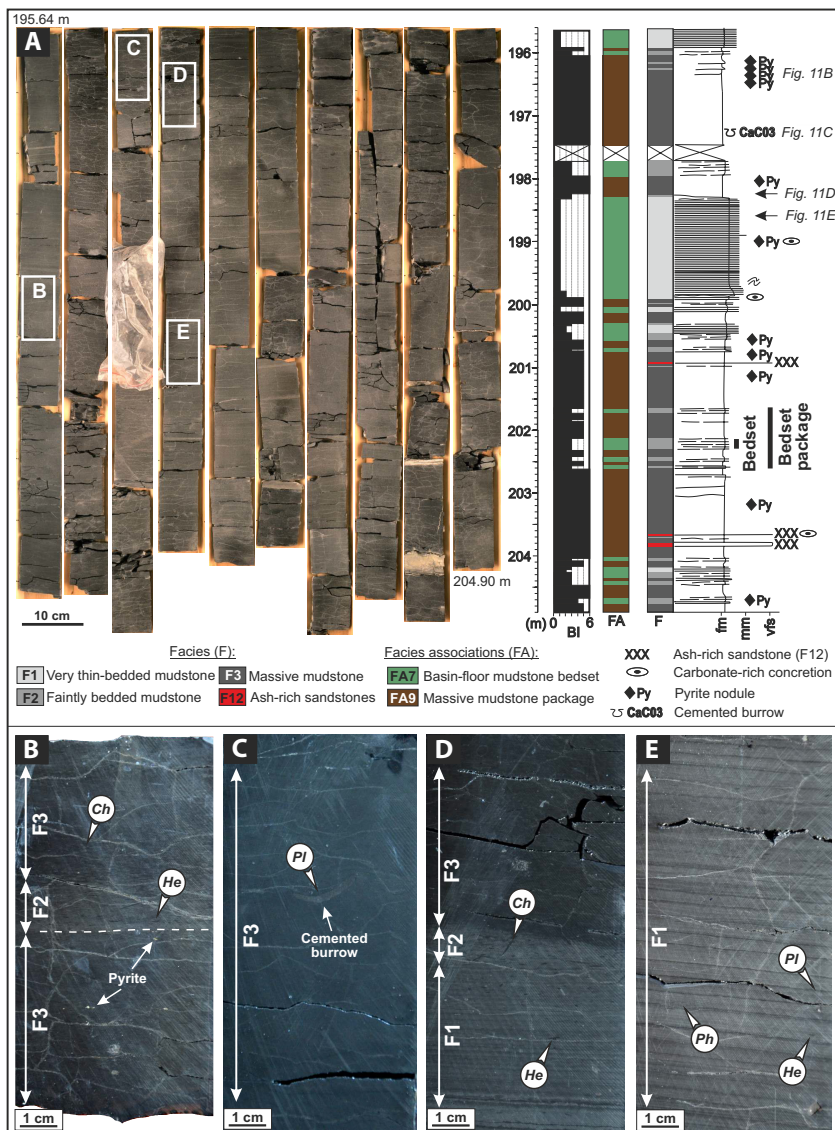 195.64 m
A
C
D
B
E
204.90 m
10 cm
196
197
198
199
200
201
202
203
204
(m)
0 6
BI
FA
F
fm
mm
vfs
Py
Py
Py Fig. 11B
Py
CaC03 Fig. 11C
Py
Fig. 11D
Fig. 11E
Py
Py
Py
XXX
Py
Bedset
Bedset package
Py
XXX
XXX
Py
Facies (F):
F1 Very thin-bedded mudstone
F3 Massive mudstone
F2 Faintly bedded mudstone
F12 Ash-rich sandstones
Facies associations (FA):
FA7 Basin-floor mudstone bedset
FA9 Massive mudstone package
XXX Ash-rich sandstone (F12)
Carbonate-rich concretion
Py Pyrite nodule
CaC03 Cemented burrow
B
F3
Ch
F2
He
Pyrite
F3
1 cm
C
F3
Pl
Cemented
burrow
1 cm
D
F3
Ch
F2
F1
He
1 cm
E
F1
Pl
Ph
He
1 cm